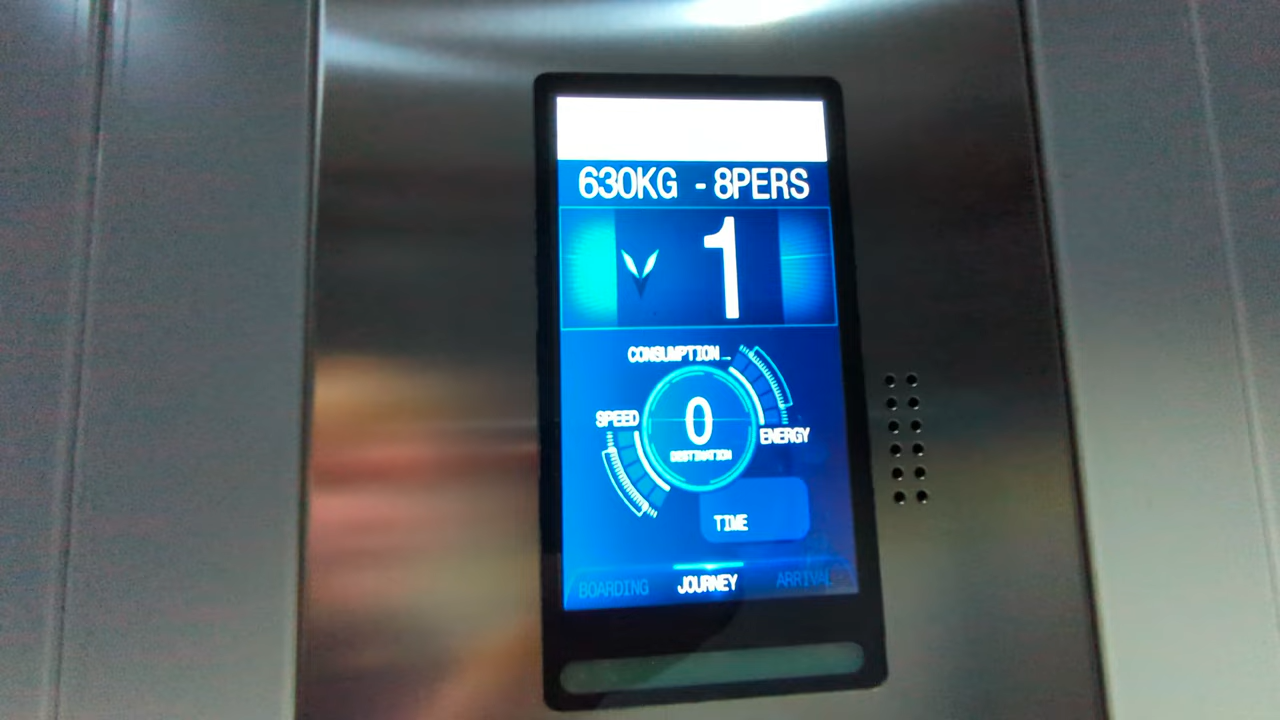 630KG - 8PERS
1
CONSUMPTION
SPEED
0
ENERGY
DESTINATION
TIME
BOARDING JOURNEY ARRIVAL